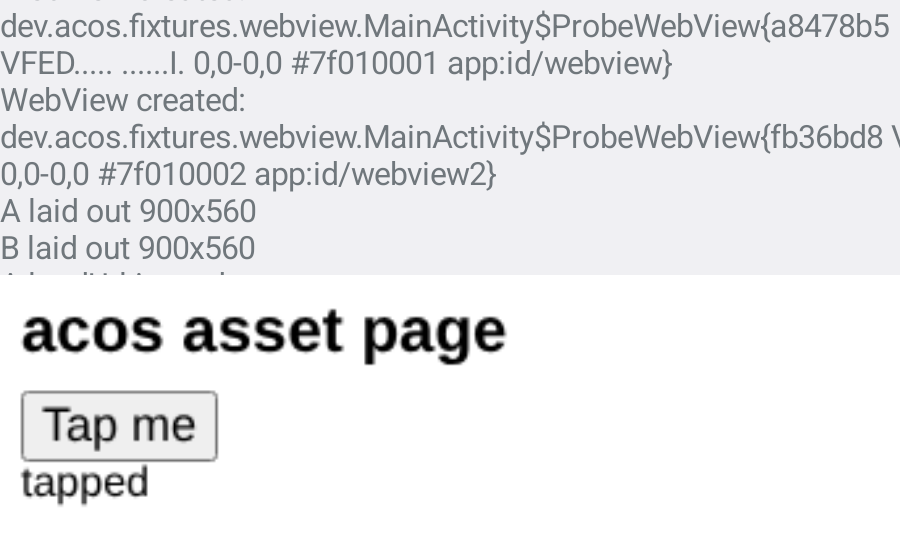 dev.acos.fixtures.webview.MainActivity$ProbeWebView{a8478b5
VFED..... ......I. 0,0-0,0 #7f010001 app:id/webview}
WebView created:
dev.acos.fixtures.webview.MainActivity$ProbeWebView{fb36bd8
0,0-0,0 #7f010002 app:id/webview2}
A laid out 900x560
B laid out 900x560
acos asset page
Tap me
tapped